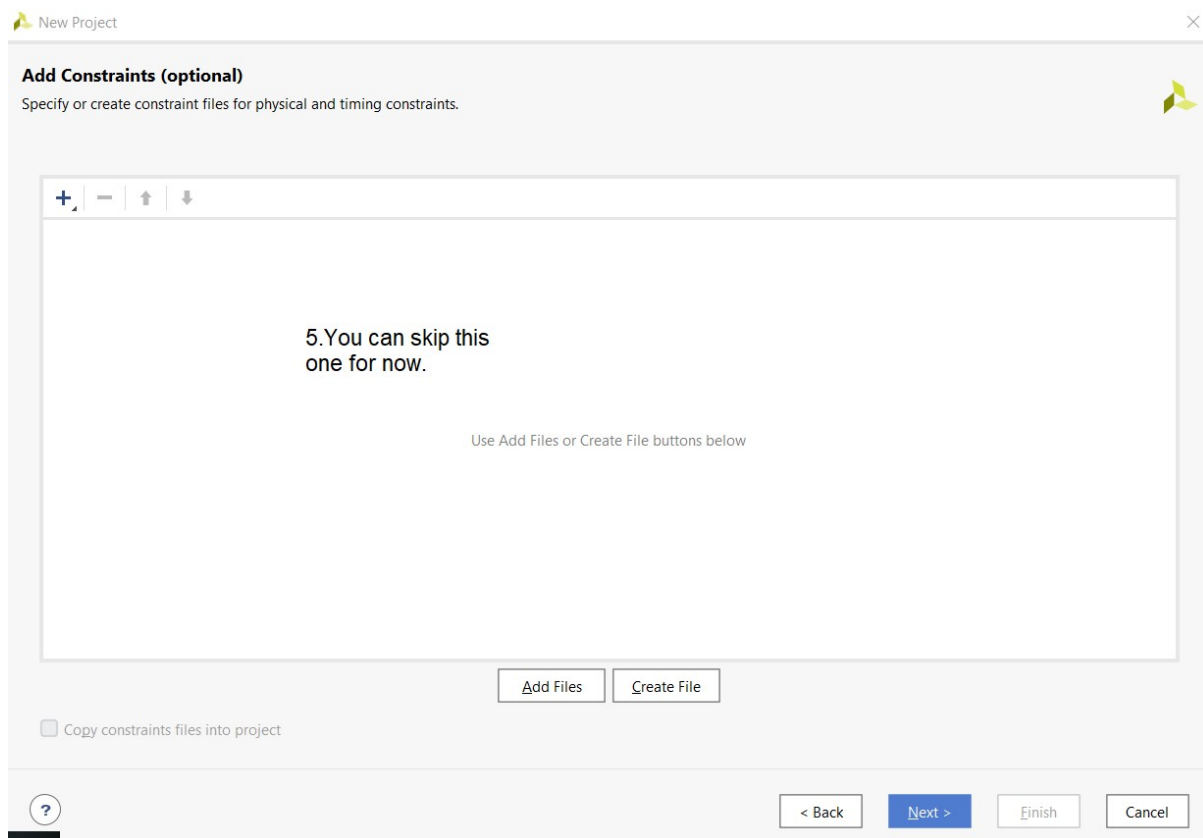 New Project
Add Constraints (optional)
Specify or create constraint files for physical and timing constraints.
5.You can skip this
one for now.
Use Add Files or Create File buttons below
Add Files
Create File
Copy constraints files into project
?
< Back
Next >
Finish
Cancel